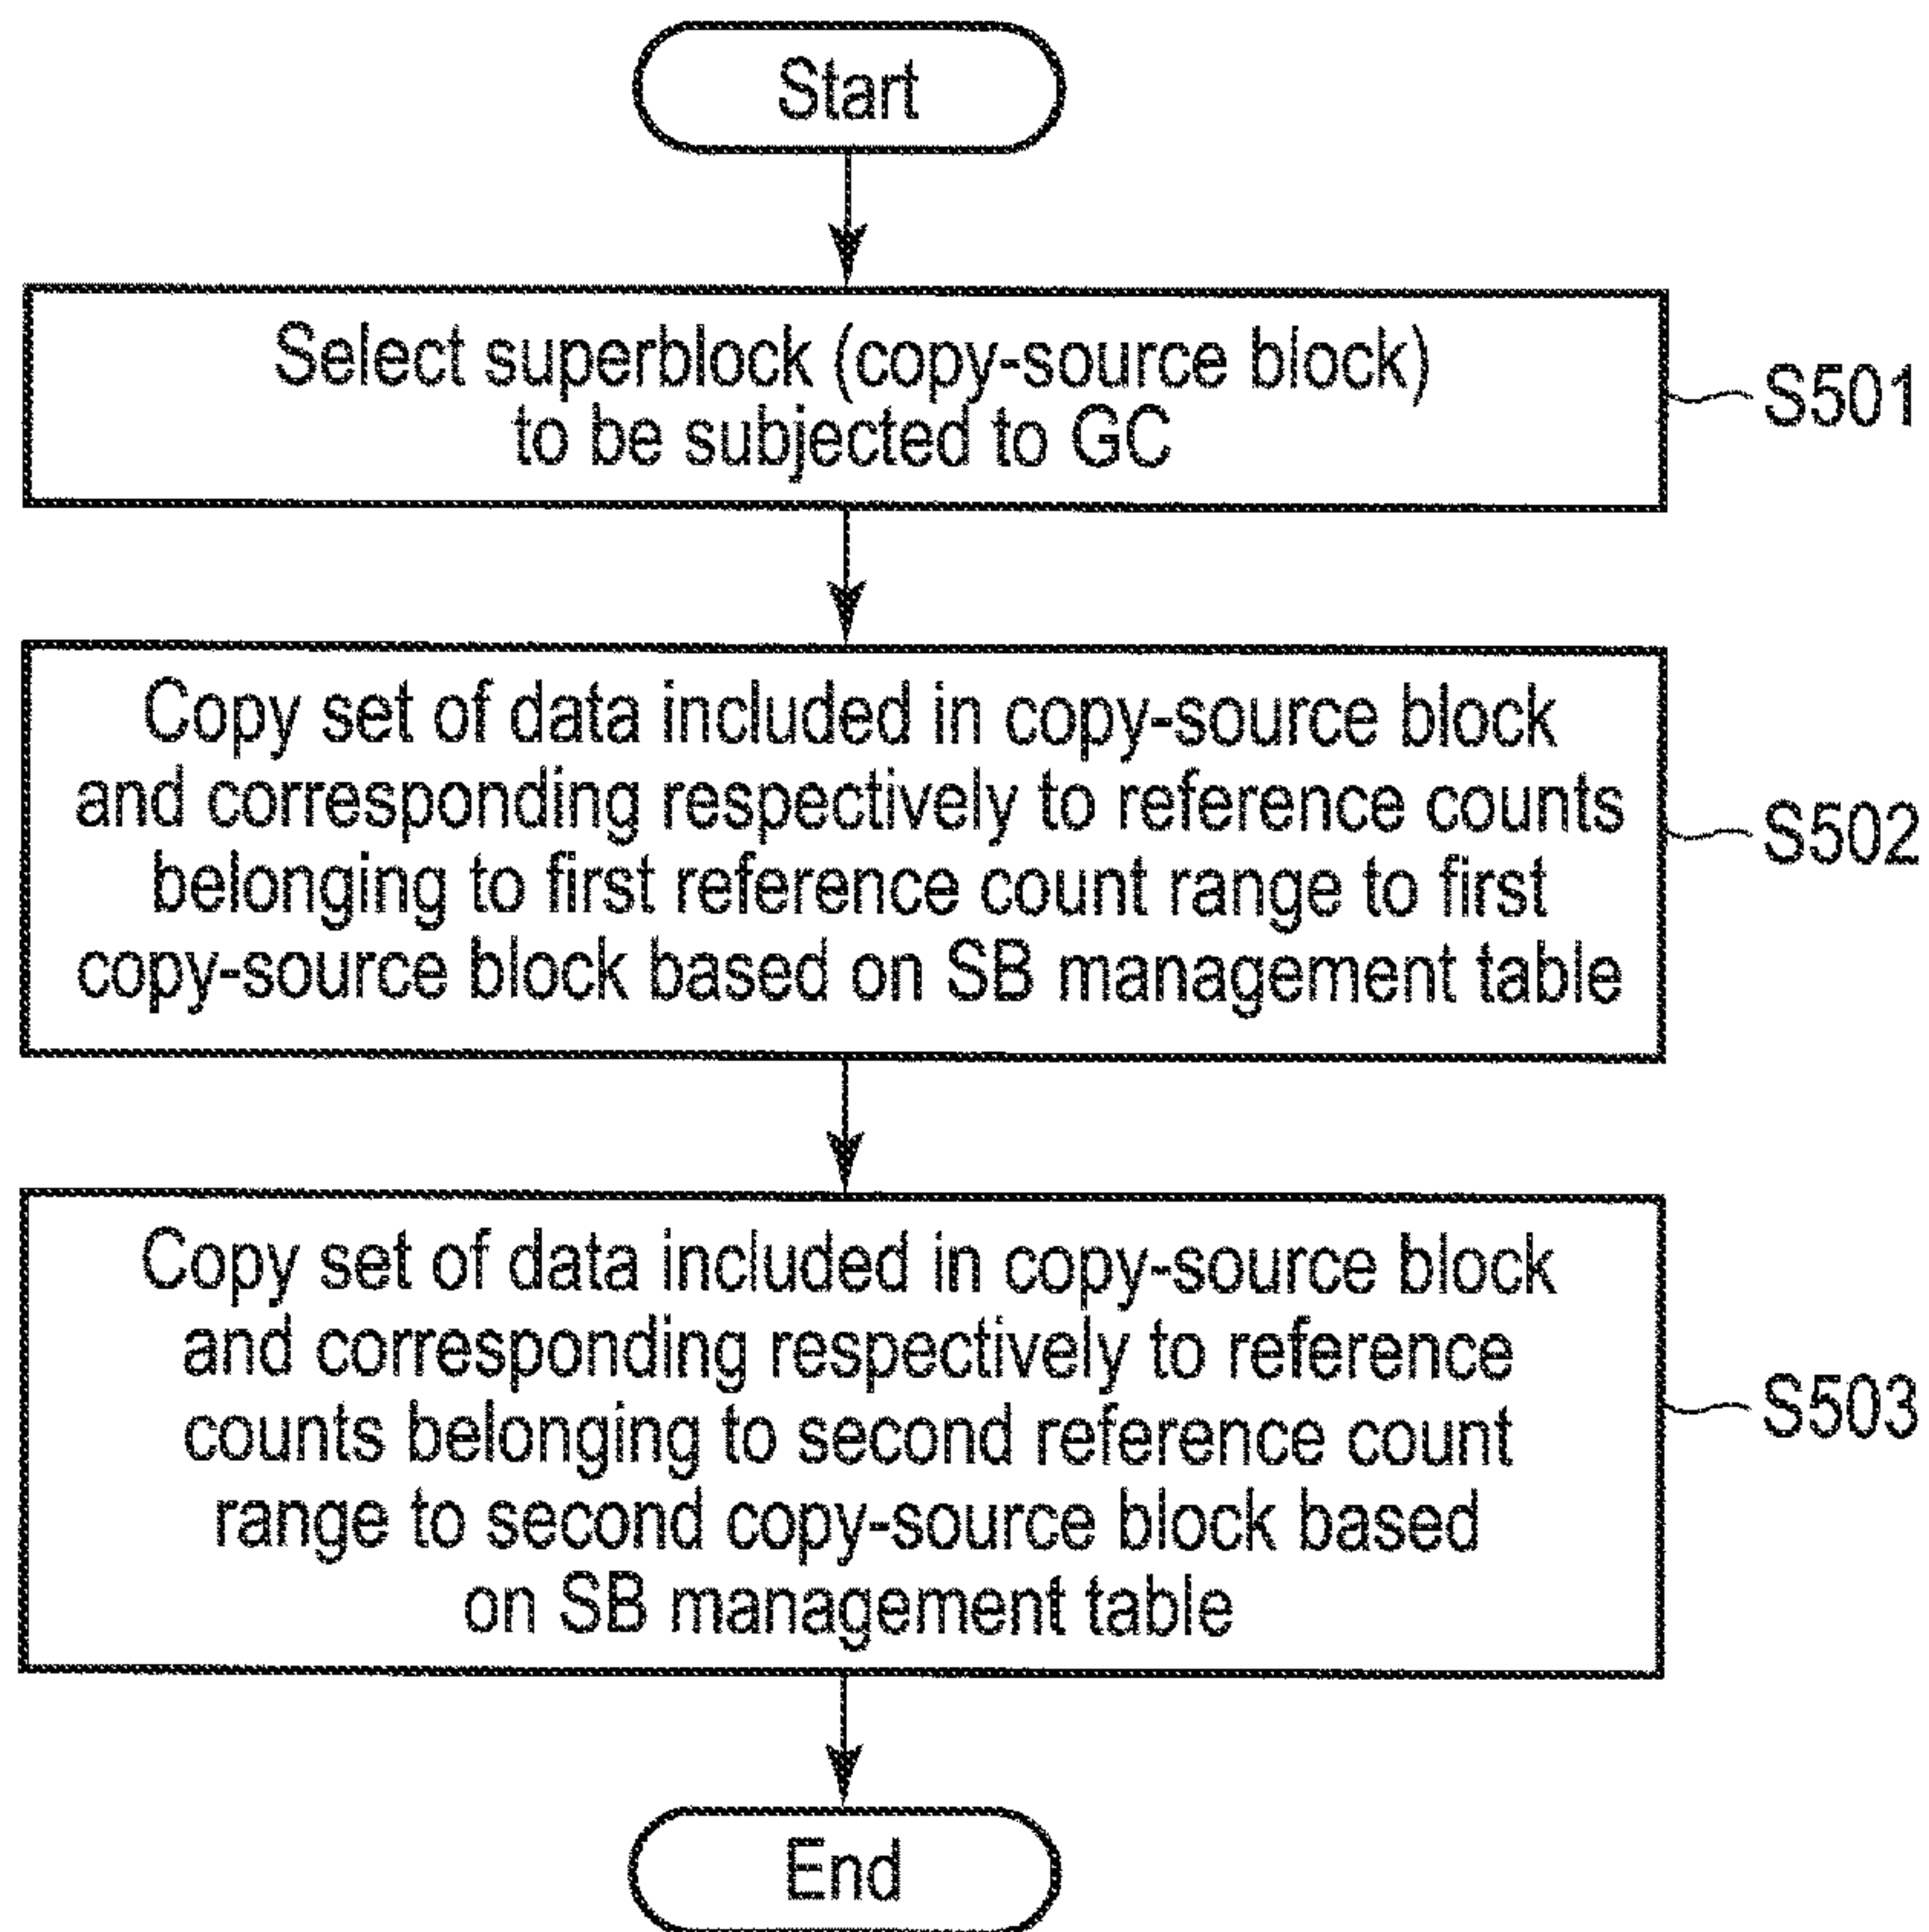 Start
Select superblock (copy-source block)
to be subjected to GC
S501
Copy set of data included in copy-source block
and corresponding respectively to reference counts
belonging to first reference count range to first
copy-source block based on SB management table
S502
Copy set of data included in copy-source block
and corresponding respectively to reference
counts belonging to second reference count
range to second copy-source block based
on SB management table
S503
End